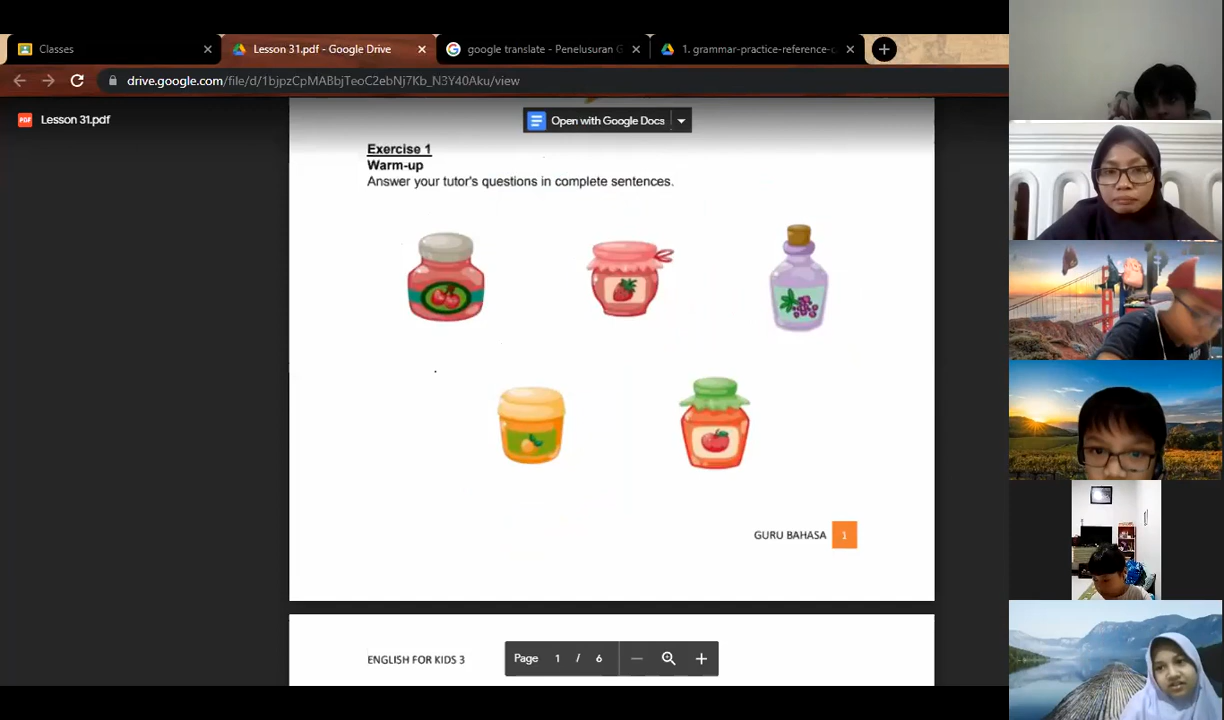 Classes
Lesson 31.pdf - Google Drive
google translate - Penelusuran G
1. grammar-practice-reference-
drive.google.com/file/d/1bjpzCpMABbjTeoC2ebNj7Kb_N3Y40Aku/view
PDF Lesson 31.pdf
Open with Google Docs
Exercise 1
Warm-up
Answer your tutor's questions in complete sentences.
GURU BAHASA 1
ENGLISH FOR KIDS 3
Page 1 / 6